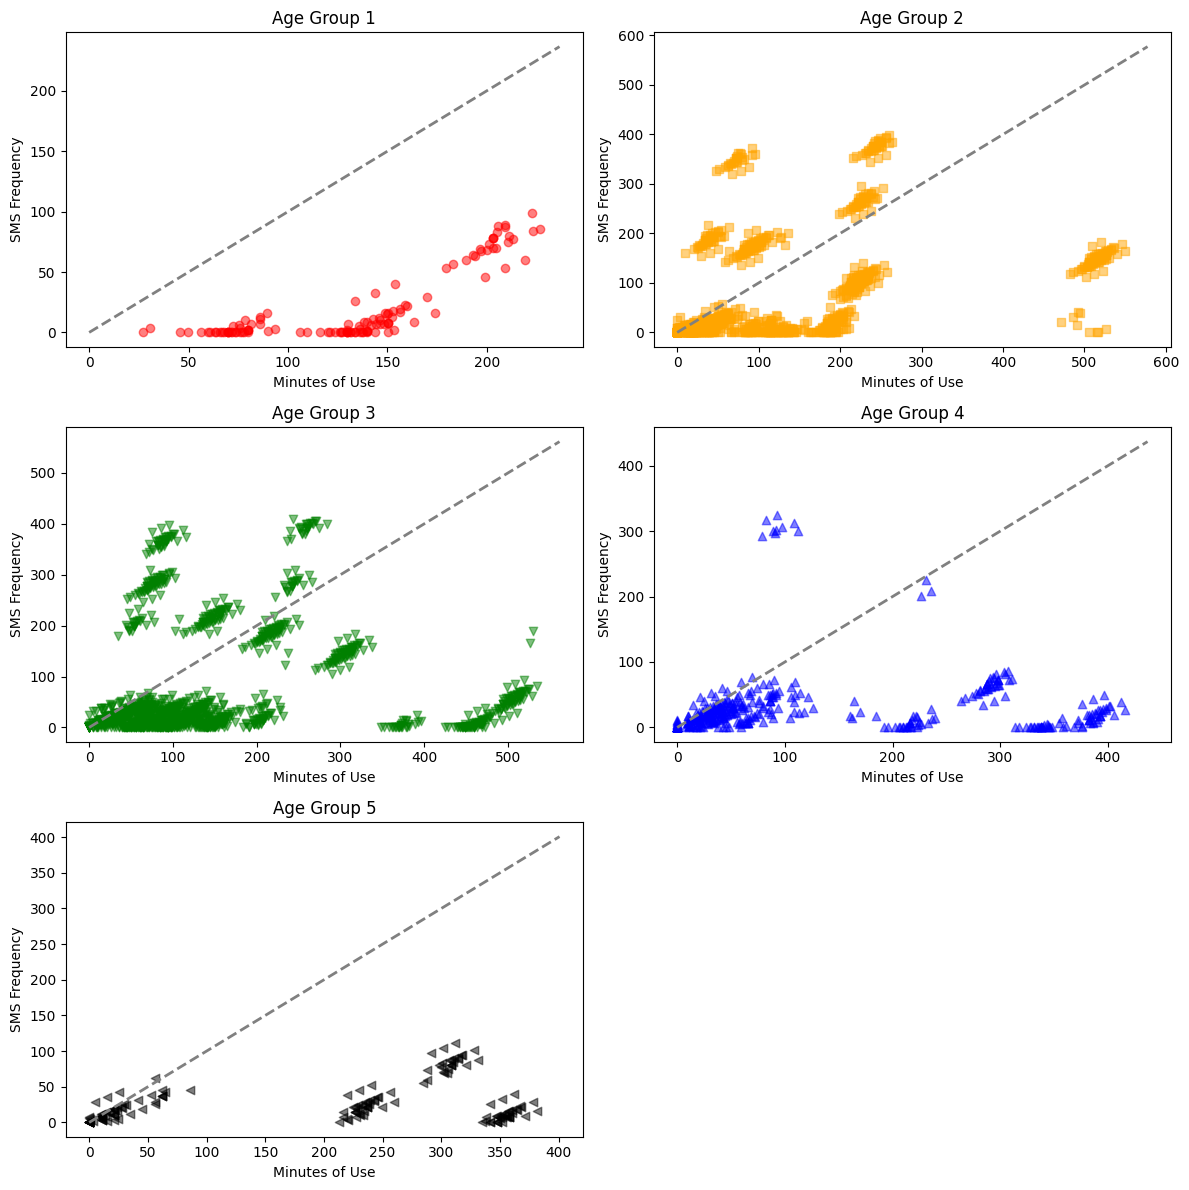 Age Group 1
SMS Frequency
200
150
100
50
0
0 50 100 150 200
Minutes of Use
Age Group 2
SMS Frequency
600
500
400
300
200
100
0
0 100 200 300 400 500 600
Minutes of Use
Age Group 3
SMS Frequency
500
400
300
200
100
0
0 100 200 300 400 500
Minutes of Use
Age Group 4
SMS Frequency
400
300
200
100
0
0 100 200 300 400
Minutes of Use
Age Group 5
SMS Frequency
400
350
300
250
200
150
100
50
0
0 50 100 150 200 250 300 350 400
Minutes of Use